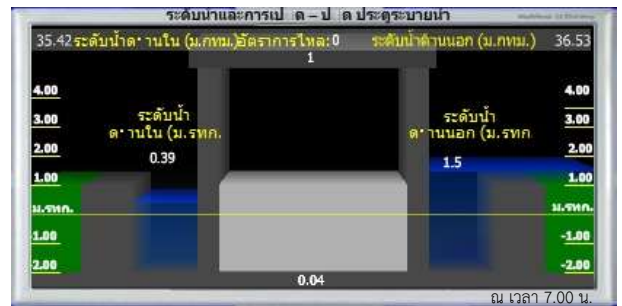 ระดับน้ำและการเปิด – ปิด ประตูระบายน้ำ
35.42 ระดับน้ำด้านใน (ม.กทม.) อัตราการไหล: 0 ระดับน้ำด้านนอก (ม.กทม.) 36.53
1
4.00 4.00
3.00 ระดับน้ำ ระดับน้ำ 3.00
ด้านใน (ม.รทก. ด้านนอก (ม.รทก
2.00 0.39 1.5 2.00
1.00 1.00
ม.รทก. ม.รทก.
-1.00 -1.00
-2.00 -2.00
0.04
ณ เวลา 7.00 น.